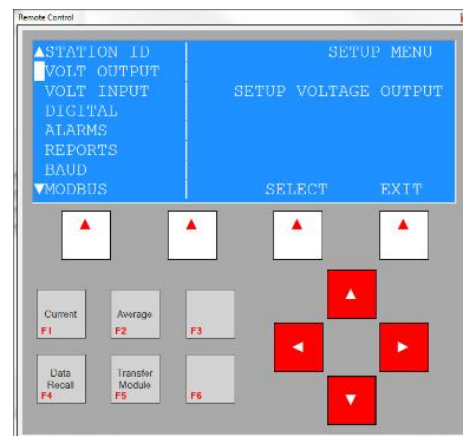 Remote Control
▲STATION ID SETUP MENU
VOLT OUTPUT
VOLT INPUT SETUP VOLTAGE OUTPUT
DIGITAL
ALARMS
REPORTS
BAUD
▼MODBUS SELECT EXIT
Current
F1
Average
F2
F3
Data
Recall
F4
Transfer
Module
F5
F6